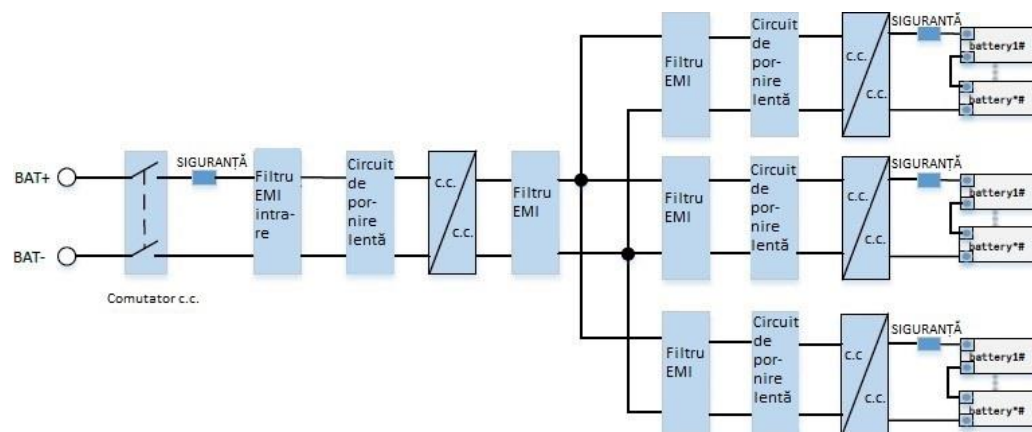 SIGURANȚĂ
Filtru
EMI
Circuit
de
por-
nire
lentă
c.c.
c.c.
battery1#
battery*#
BAT+
BAT-
Comutator c.c.
SIGURANȚĂ
Filtru
EMI
intra-
re
Circuit
de
por-
nire
lentă
c.c.
c.c.
Filtru
EMI
Filtru
EMI
Circuit
de
por-
nire
lentă
c.c.
c.c.
SIGURANȚĂ
battery1#
battery*#
Filtru
EMI
Circuit
de
por-
nire
lentă
c.c
c.c.
SIGURANȚĂ
battery1#
battery*#